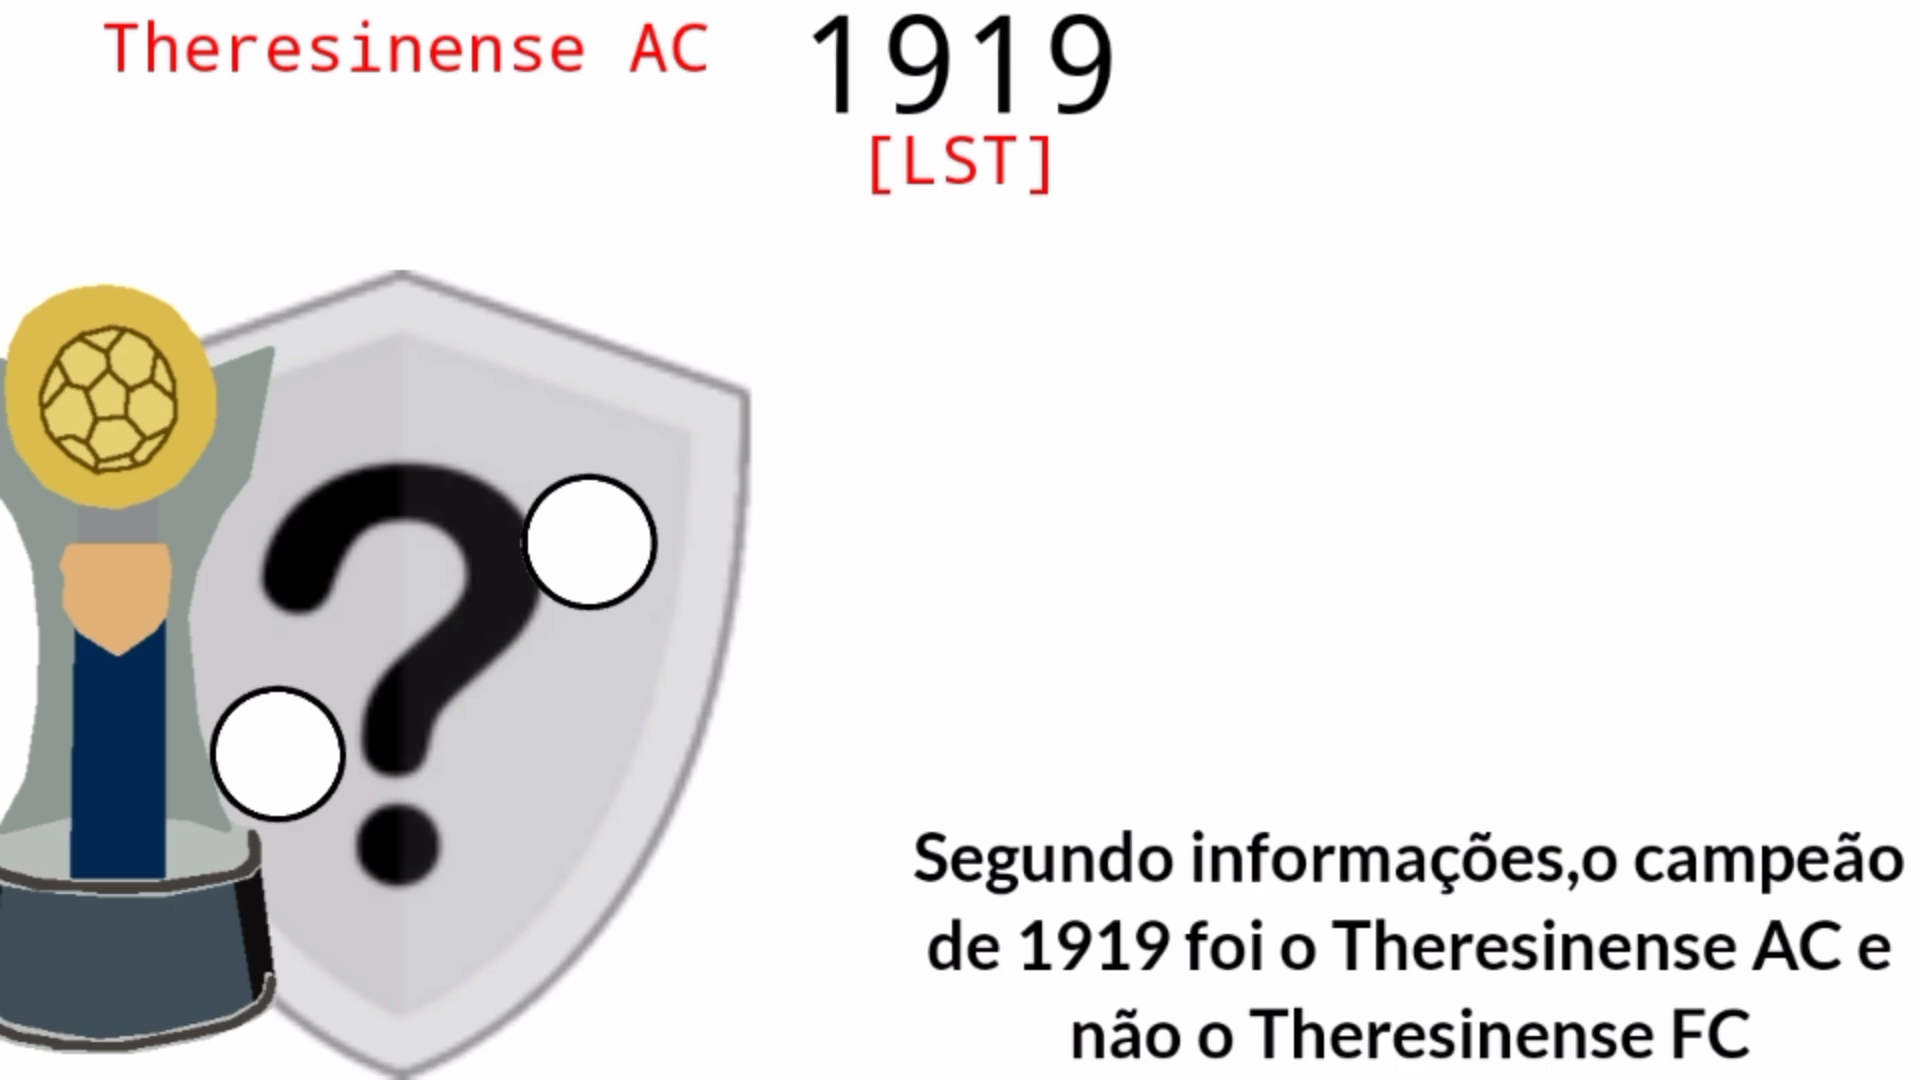 Theresinense AC
1919
[LST]
?
Segundo informações,o campeão
de 1919 foi o Theresinense AC e
não o Theresinense FC